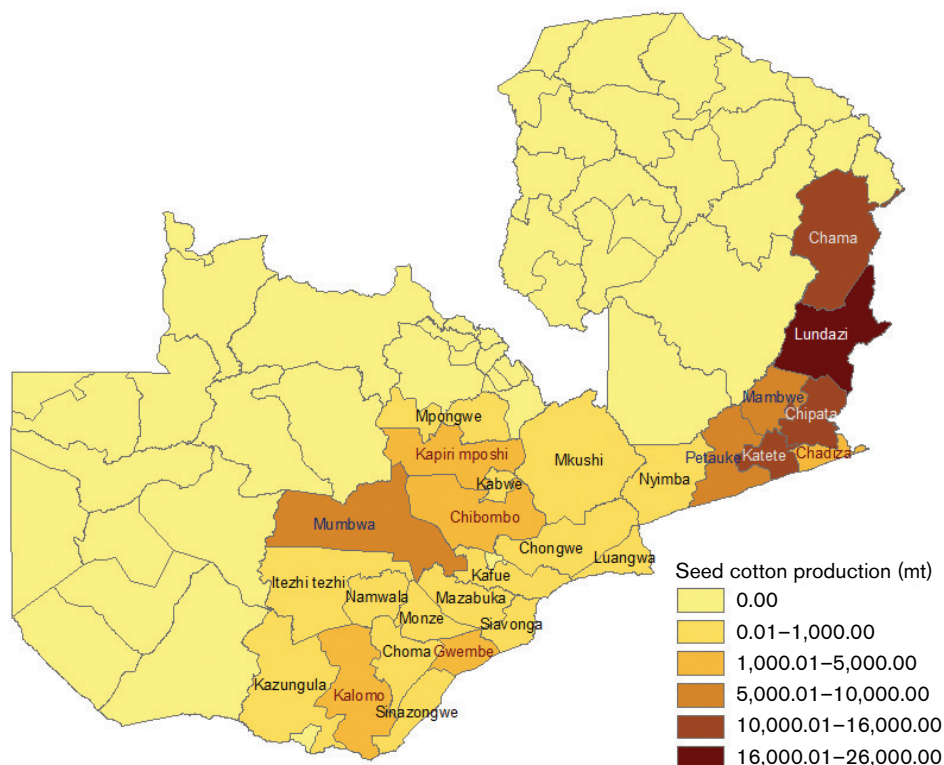 Chama
Lundazi
Mambwe
Chipata
Mpongwe
Kapiri mposhi
Mkushi
Petauke
Katete
Chadiza
Kabwe
Nyimba
Chibombo
Mumbwa
Chongwe
Luangwa
Kafue
Itezhi tezhi
Namwala
Mazabuka
Monze
Siavonga
Choma
Gwembe
Kazungula
Kalomo
Sinazongwe
Seed cotton production (mt)
0.00
0.01–1,000.00
1,000.01–5,000.00
5,000.01–10,000.00
10,000.01–16,000.00
16,000.01–26,000.00